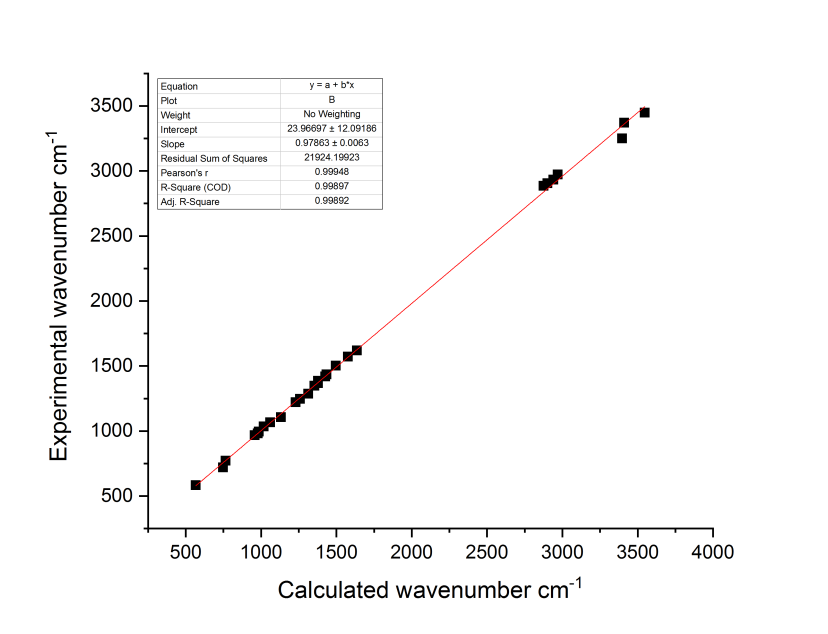 Equation y = a + b*x
Plot B
Weight No Weighting
Intercept 23.96697 ± 12.09186
Slope 0.97863 ± 0.0063
Residual Sum of Squares 21924.19923
Pearson's r 0.99948
R-Square (COD) 0.99897
Adj. R-Square 0.99892
3500
3000
2500
2000
1500
1000
500
Experimental wavenumber cm⁻¹
500 1000 1500 2000 2500 3000 3500 4000
Calculated wavenumber cm⁻¹